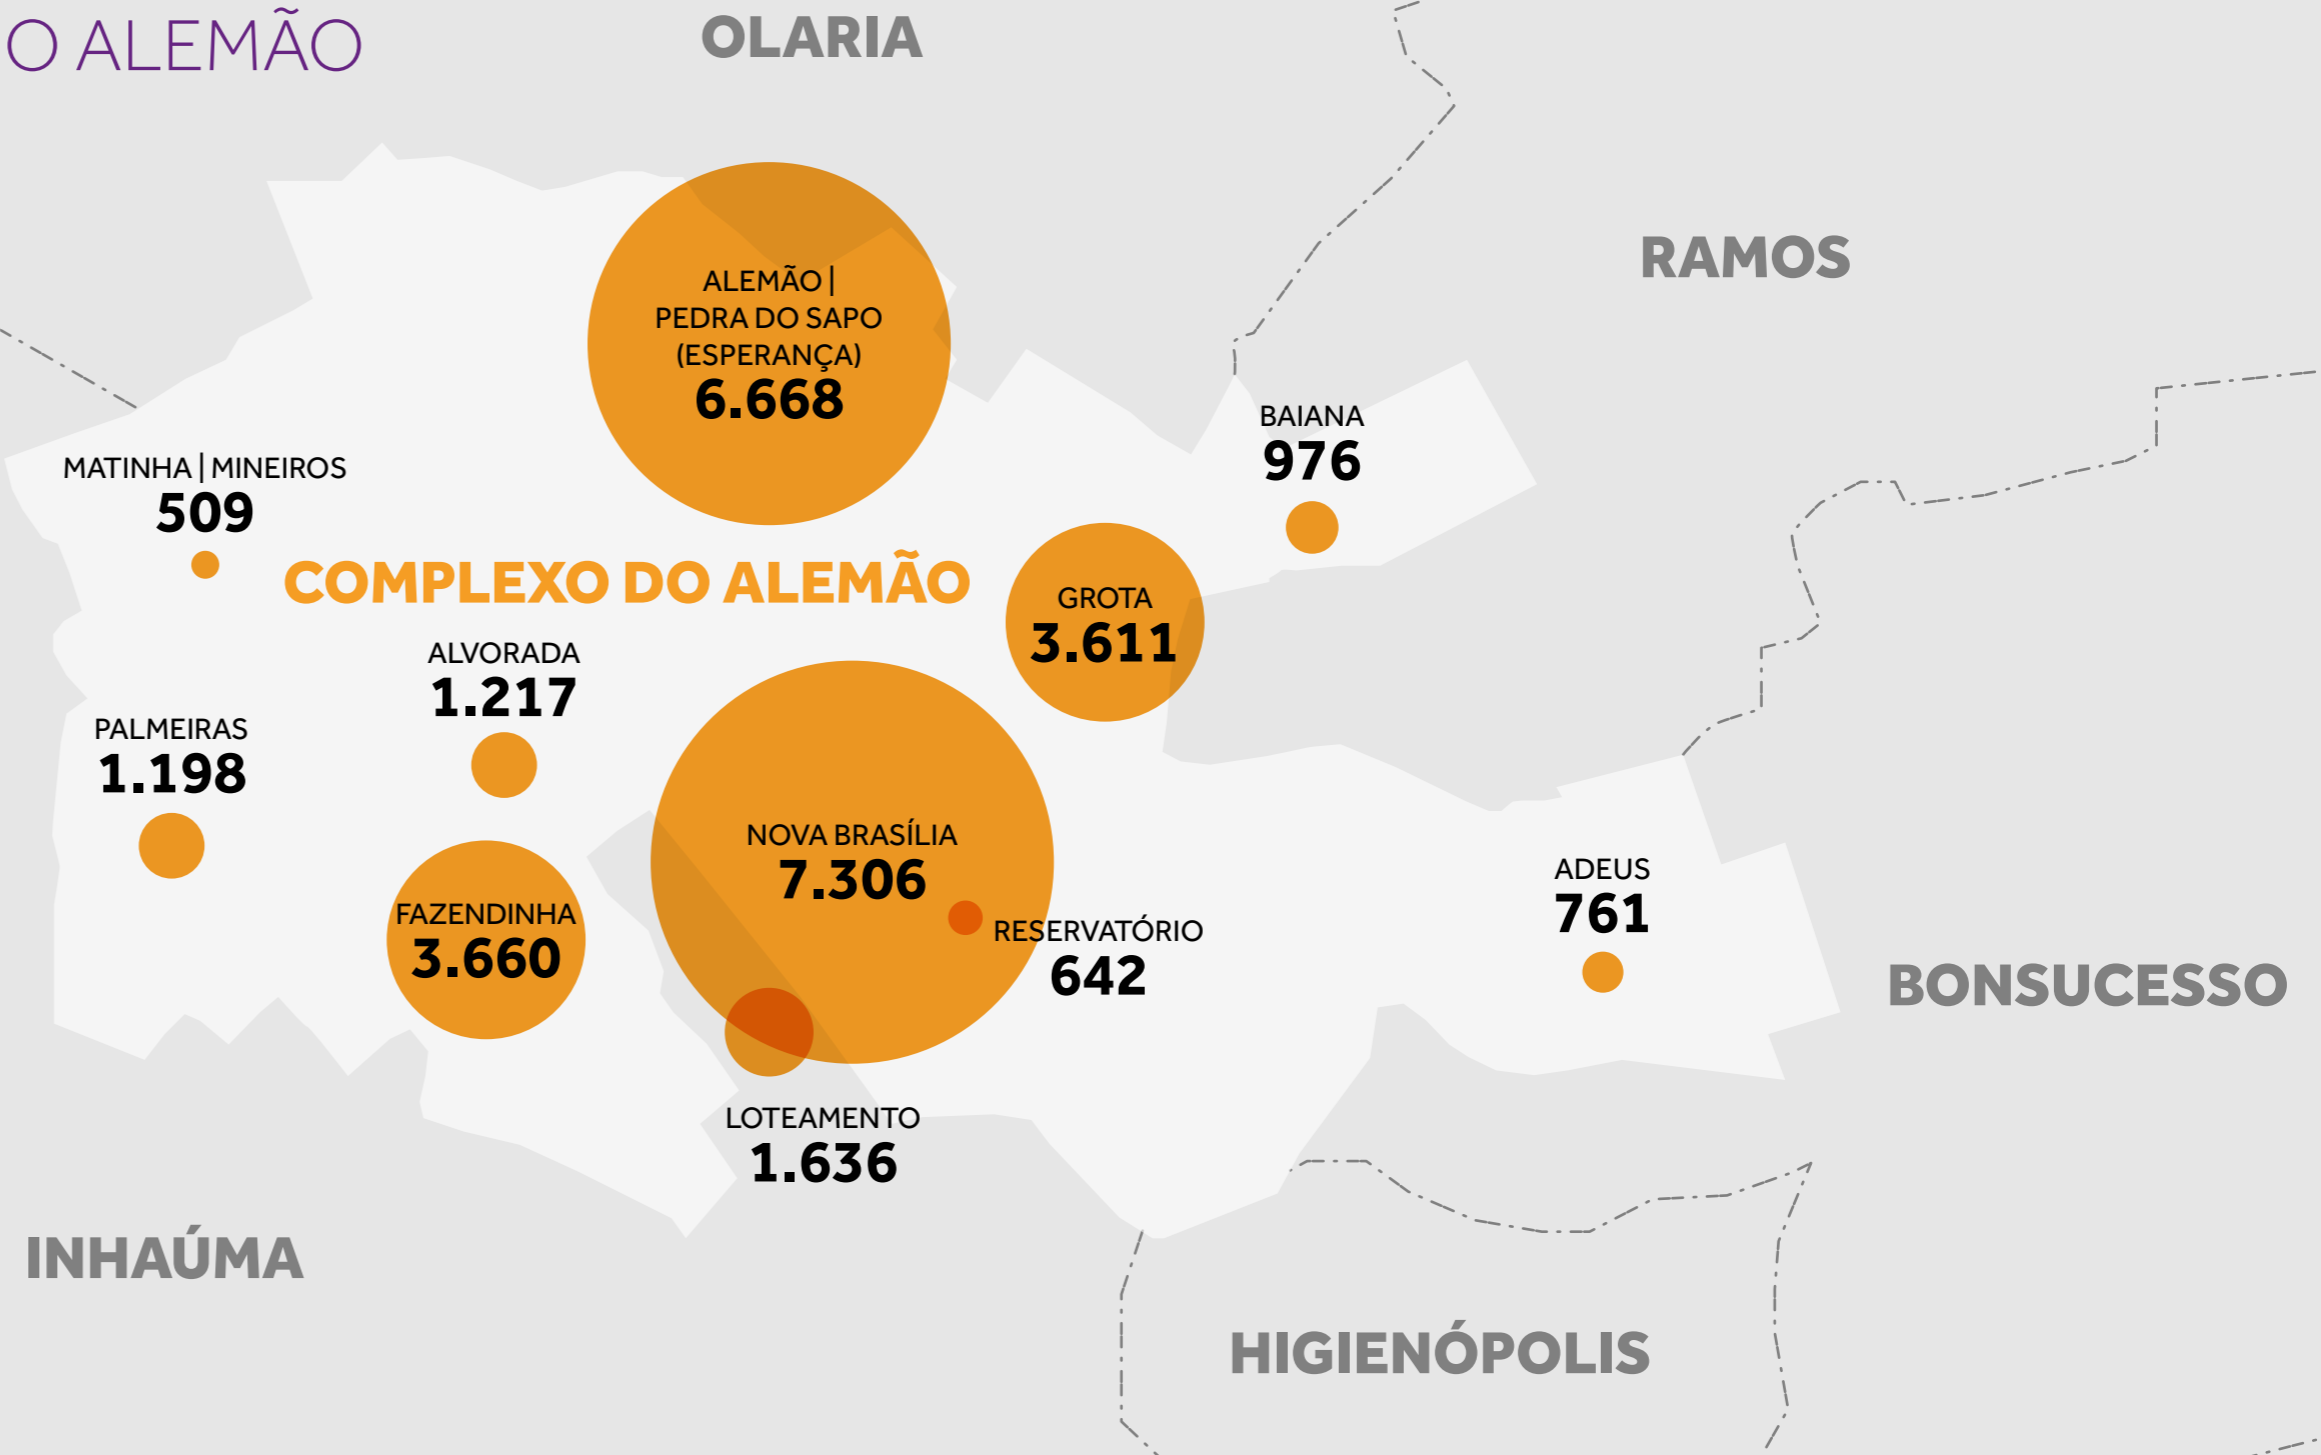 O ALEMÃO
OLARIA
RAMOS
ALEMÃO |
PEDRA DO SAPO
(ESPERANÇA)
6.668
BAIANA
976
MATINHA | MINEIROS
509
COMPLEXO DO ALEMÃO
GROTA
3.611
ALVORADA
1.217
PALMEIRAS
1.198
NOVA BRASÍLIA
7.306
FAZENDINHA
3.660
RESERVATÓRIO
642
ADEUS
761
BONSUCESSO
LOTEAMENTO
1.636
INHAÚMA
HIGIENÓPOLIS